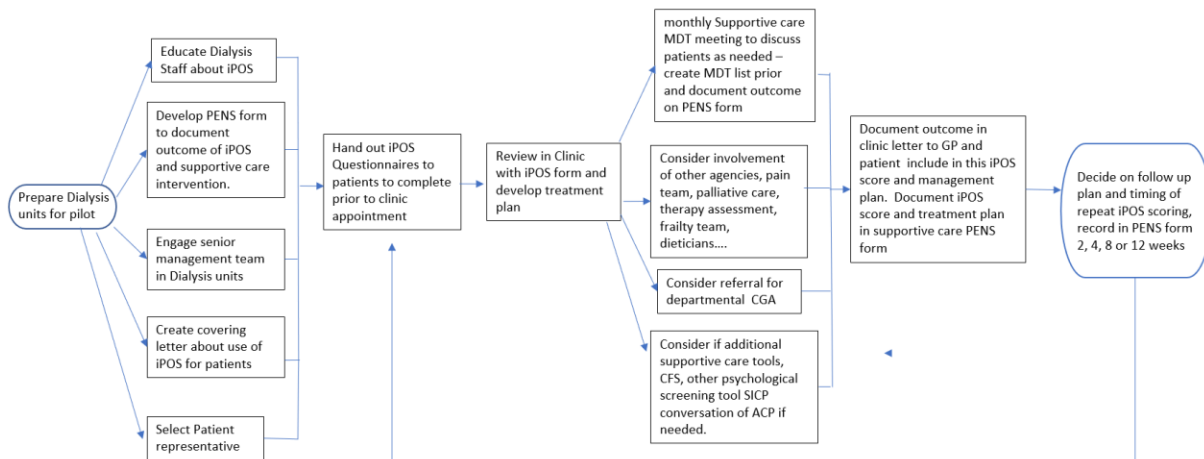 Prepare Dialysis
units for pilot
Educate Dialysis
Staff about iPOS
Develop PENS form
to document
outcome of iPOS
and supportive care
intervention.
Engage senior
management team
in Dialysis units
Create covering
letter about use of
iPOS for patients
Select Patient
representative
Hand out iPOS
Questionnaires to
patients to complete
prior to clinic
appointment
Review in Clinic
with iPOS form and
develop treatment
plan
monthly Supportive care
MDT meeting to discuss
patients as needed –
create MDT list prior
and document outcome
on PENS form
Consider involvement
of other agencies, pain
team, palliative care,
therapy assessment,
frailty team,
dieticians....
Consider referral for
departmental CGA
Consider if additional
supportive care tools,
CFS, other psychological
screening tool SICP
conversation of ACP if
needed.
Document outcome in
clinic letter to GP and
patient include in this iPOS
score and management
plan. Document iPOS
score and treatment plan
in supportive care PENS
form
Decide on follow up
plan and timing of
repeat iPOS scoring,
record in PENS form
2, 4, 8 or 12 weeks